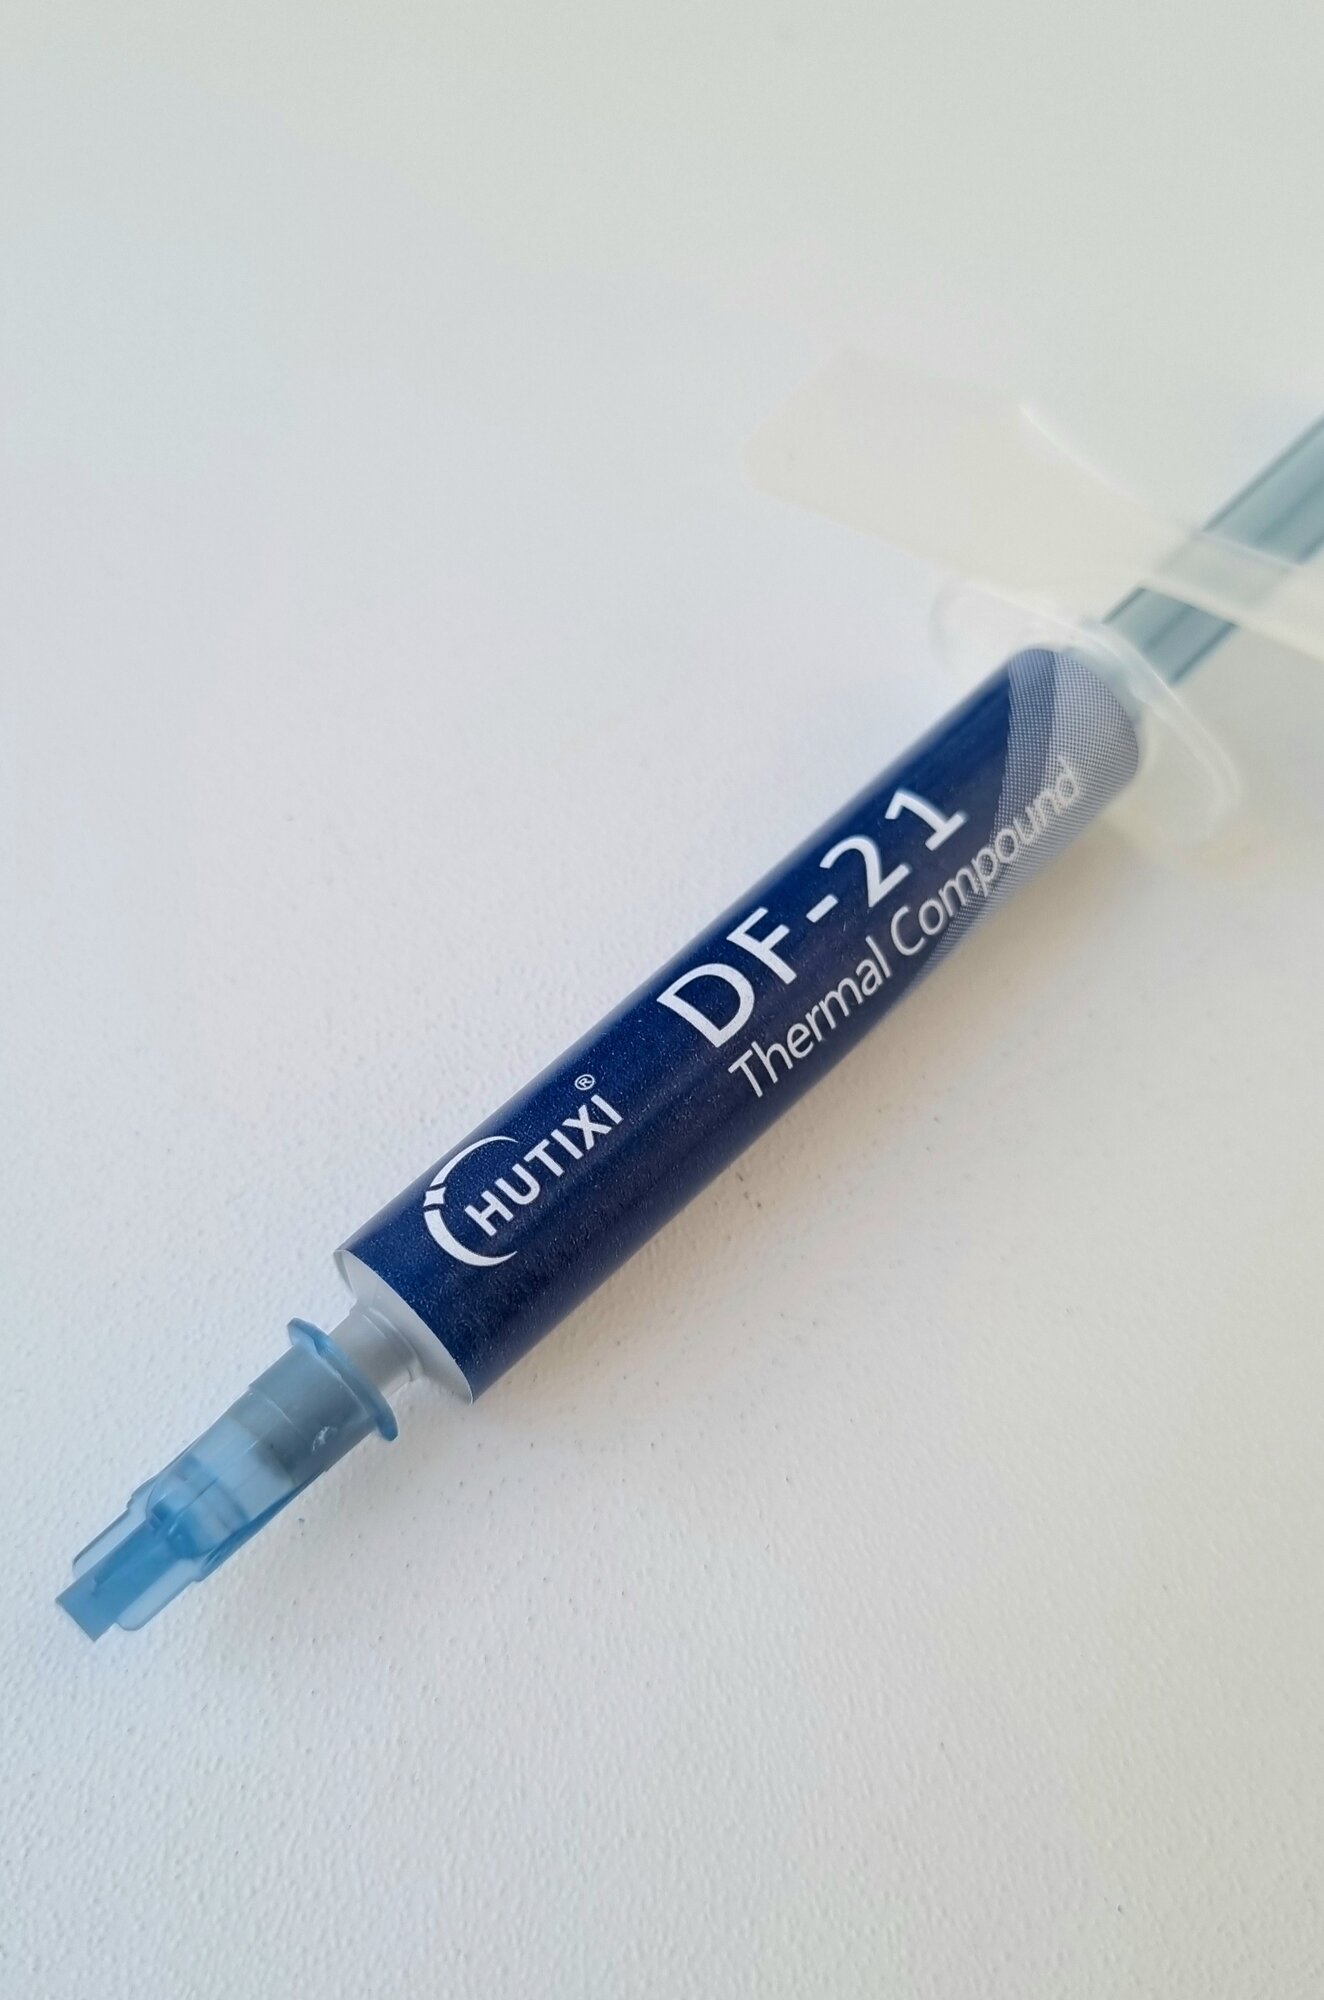 HUTIXI®
DF-21
Thermal Compound